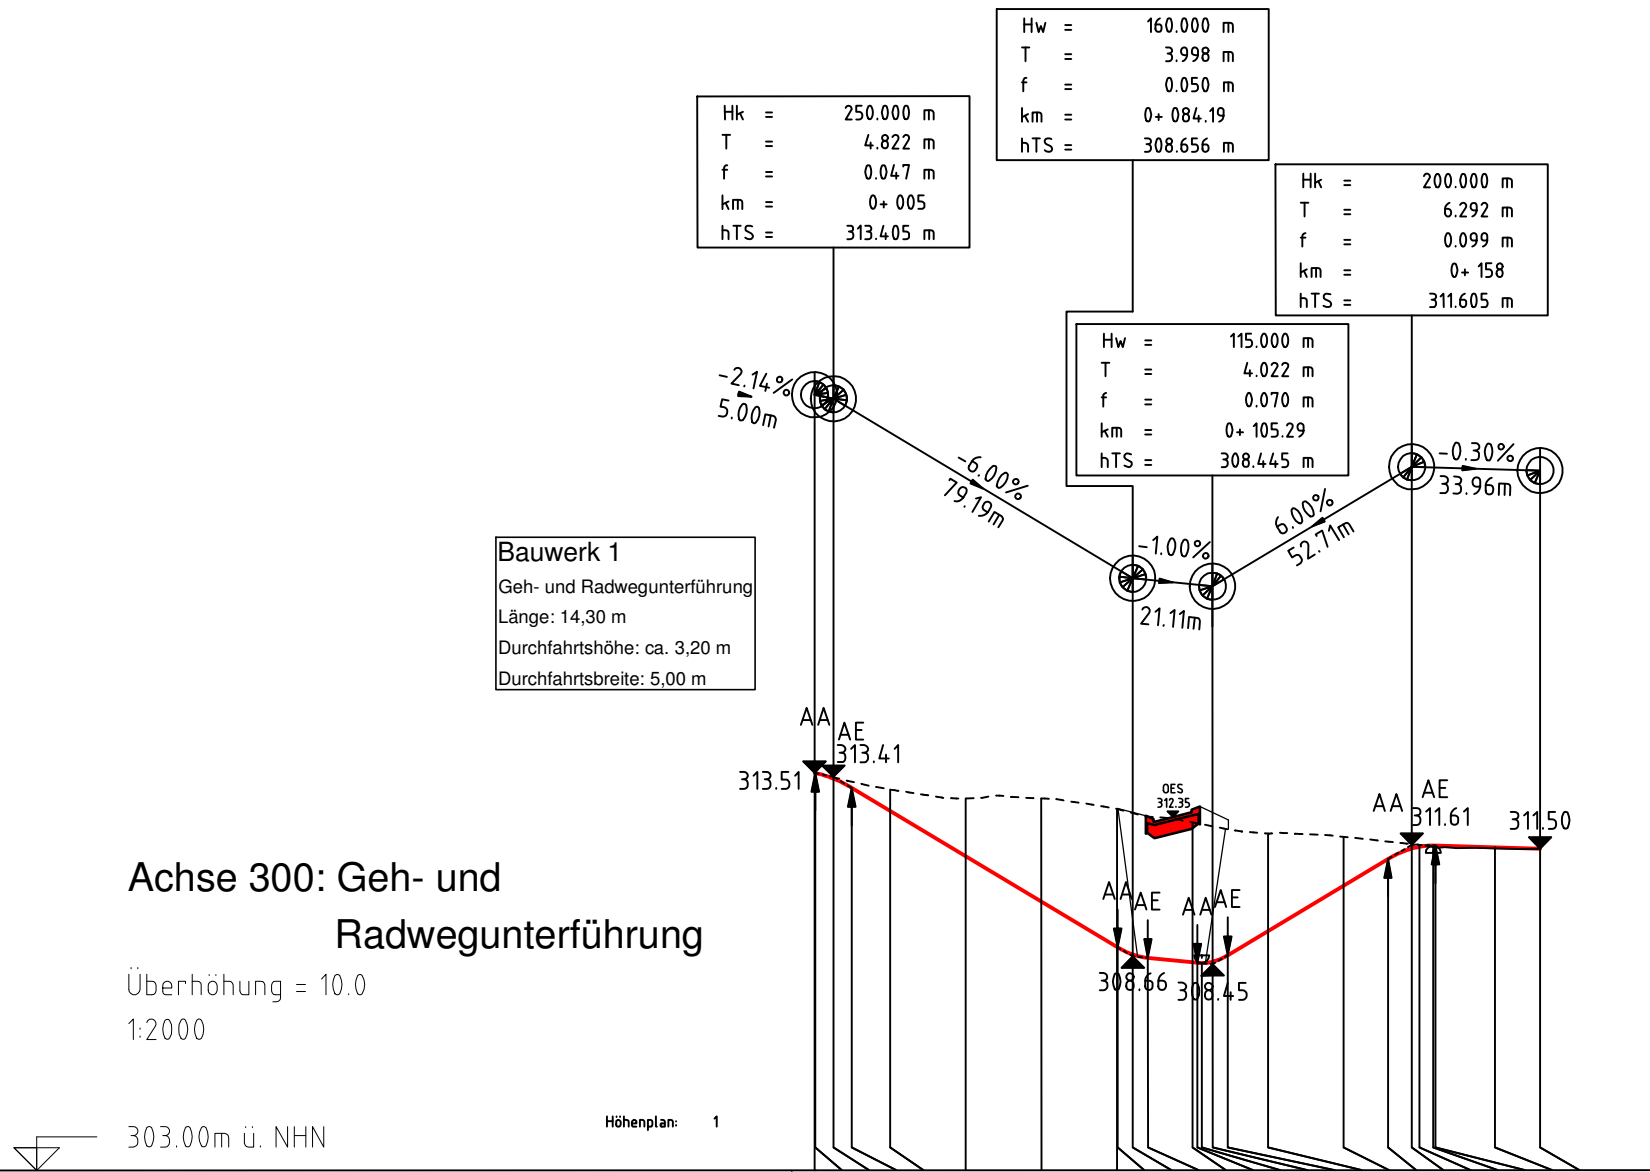 Hw = 160.000 m
T = 3.998 m
f = 0.050 m
km = 0+ 084.19
hTS = 308.656 m
Hk = 250.000 m
T = 4.822 m
f = 0.047 m
km = 0+ 005
hTS = 313.405 m
Hk = 200.000 m
T = 6.292 m
f = 0.099 m
km = 0+ 158
hTS = 311.605 m
Hw = 115.000 m
T = 4.022 m
f = 0.070 m
km = 0+ 105.29
hTS = 308.445 m
-2.14%
5.00m
-6.00%
79.19m
-1.00%
21.11m
6.00%
52.71m
-0.30%
33.96m
Bauwerk 1
Geh- und Radwegunterführung
Länge: 14,30 m
Durchfahrtshöhe: ca. 3,20 m
Durchfahrtsbreite: 5,00 m
AA
AE
313.41
313.51
OES
312.35
AA
AE
311.61
311.50
AA
AE
AA
AE
308.66
308.45
Achse 300: Geh- und
Radwegunterführung
Überhöhung = 10.0
1:2000
Höhenplan: 1
303.00m ü. NHN